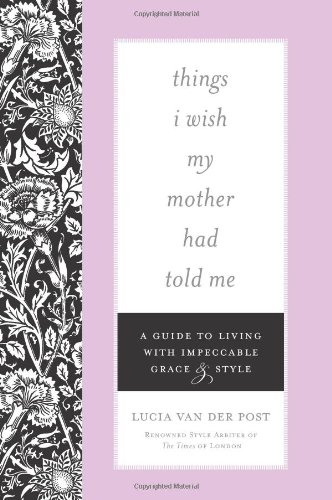 things
i wish
my
mother
had
told me
A GUIDE TO LIVING
WITH IMPECCABLE
GRACE & STYLE
LUCIA VAN DER POST
RENOWNED STYLE ARBITER OF
The Times OF LONDON